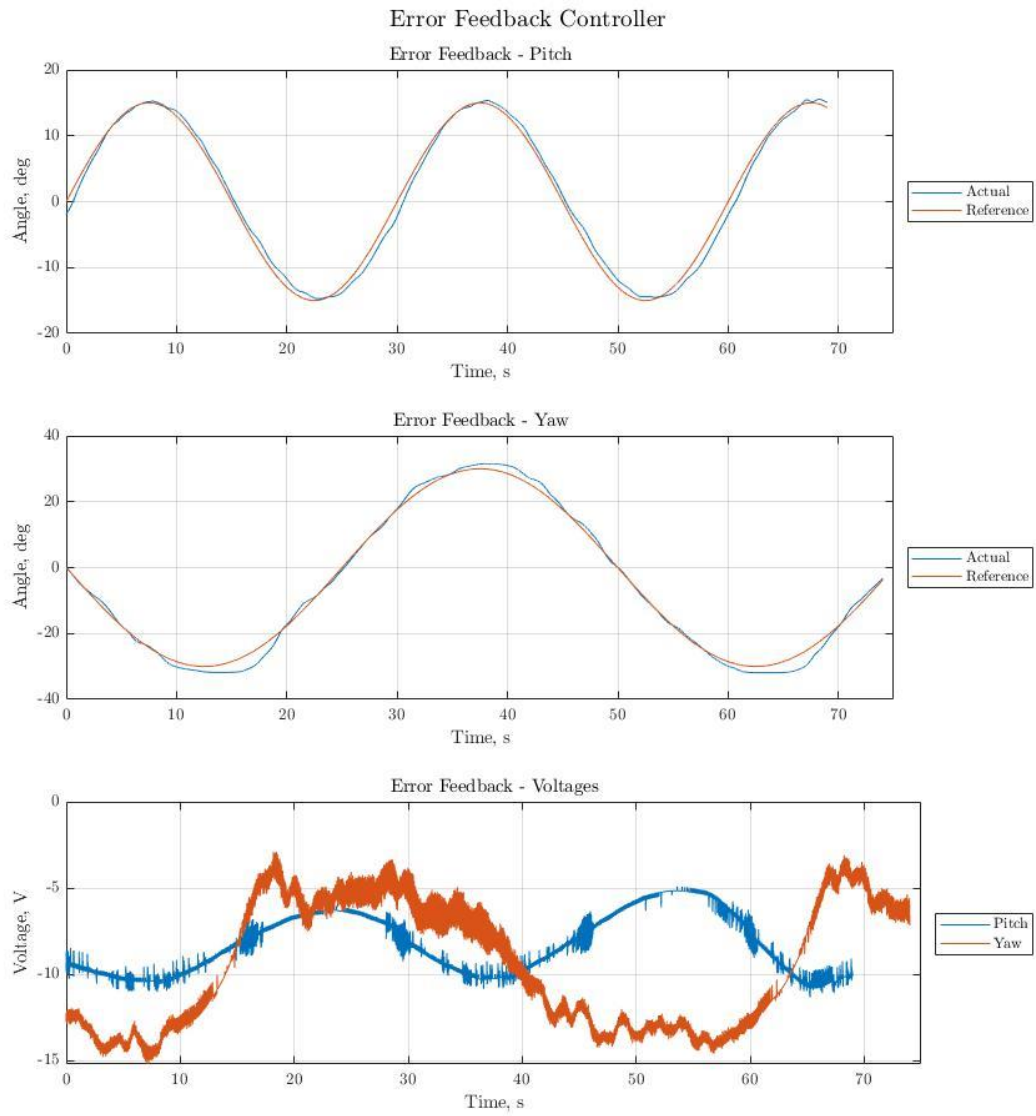 Error Feedback Controller
Error Feedback - Pitch
20
10
0
-10
-20
Angle, deg
0 10 20 30 40 50 60 70
Time, s
Actual
Reference
Error Feedback - Yaw
40
20
0
-20
-40
Angle, deg
0 10 20 30 40 50 60 70
Time, s
Actual
Reference
Error Feedback - Voltages
0
-5
-10
-15
Voltage, V
0 10 20 30 40 50 60 70
Time, s
Pitch
Yaw